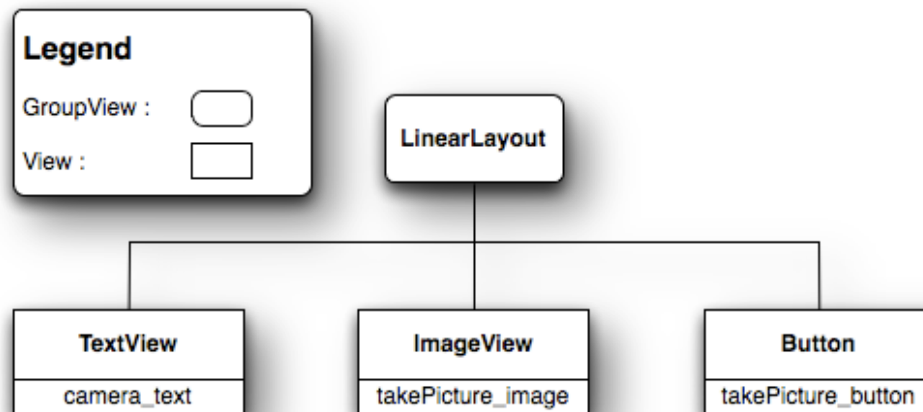 Legend
GroupView :
View :
LinearLayout
TextView
camera_text
ImageView
takePicture_image
Button
takePicture_button